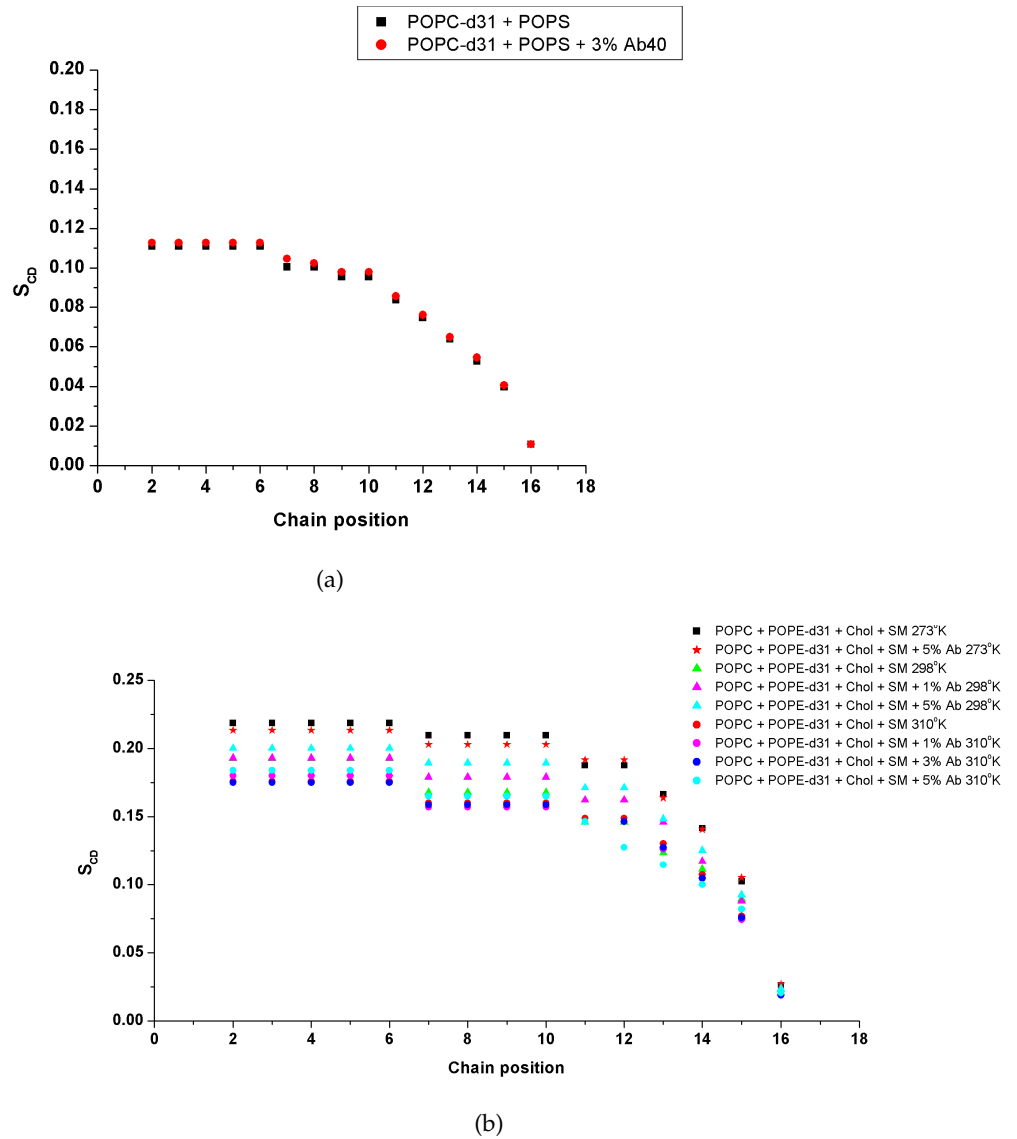 POPC-d31 + POPS
POPC-d31 + POPS + 3% Ab40
0.20
0.18
0.16
0.14
0.12
0.10
0.08
0.06
0.04
0.02
0.00
S_CD
0 2 4 6 8 10 12 14 16 18
Chain position
(a)
POPC + POPE-d31 + Chol + SM 273°K
POPC + POPE-d31 + Chol + SM + 5% Ab 273°K
POPC + POPE-d31 + Chol + SM 298°K
POPC + POPE-d31 + Chol + SM + 1% Ab 298°K
POPC + POPE-d31 + Chol + SM + 5% Ab 298°K
POPC + POPE-d31 + Chol + SM 310°K
POPC + POPE-d31 + Chol + SM + 1% Ab 310°K
POPC + POPE-d31 + Chol + SM + 3% Ab 310°K
POPC + POPE-d31 + Chol + SM + 5% Ab 310°K
0.25
0.20
0.15
0.10
0.05
0.00
S_CD
0 2 4 6 8 10 12 14 16 18
Chain position
(b)